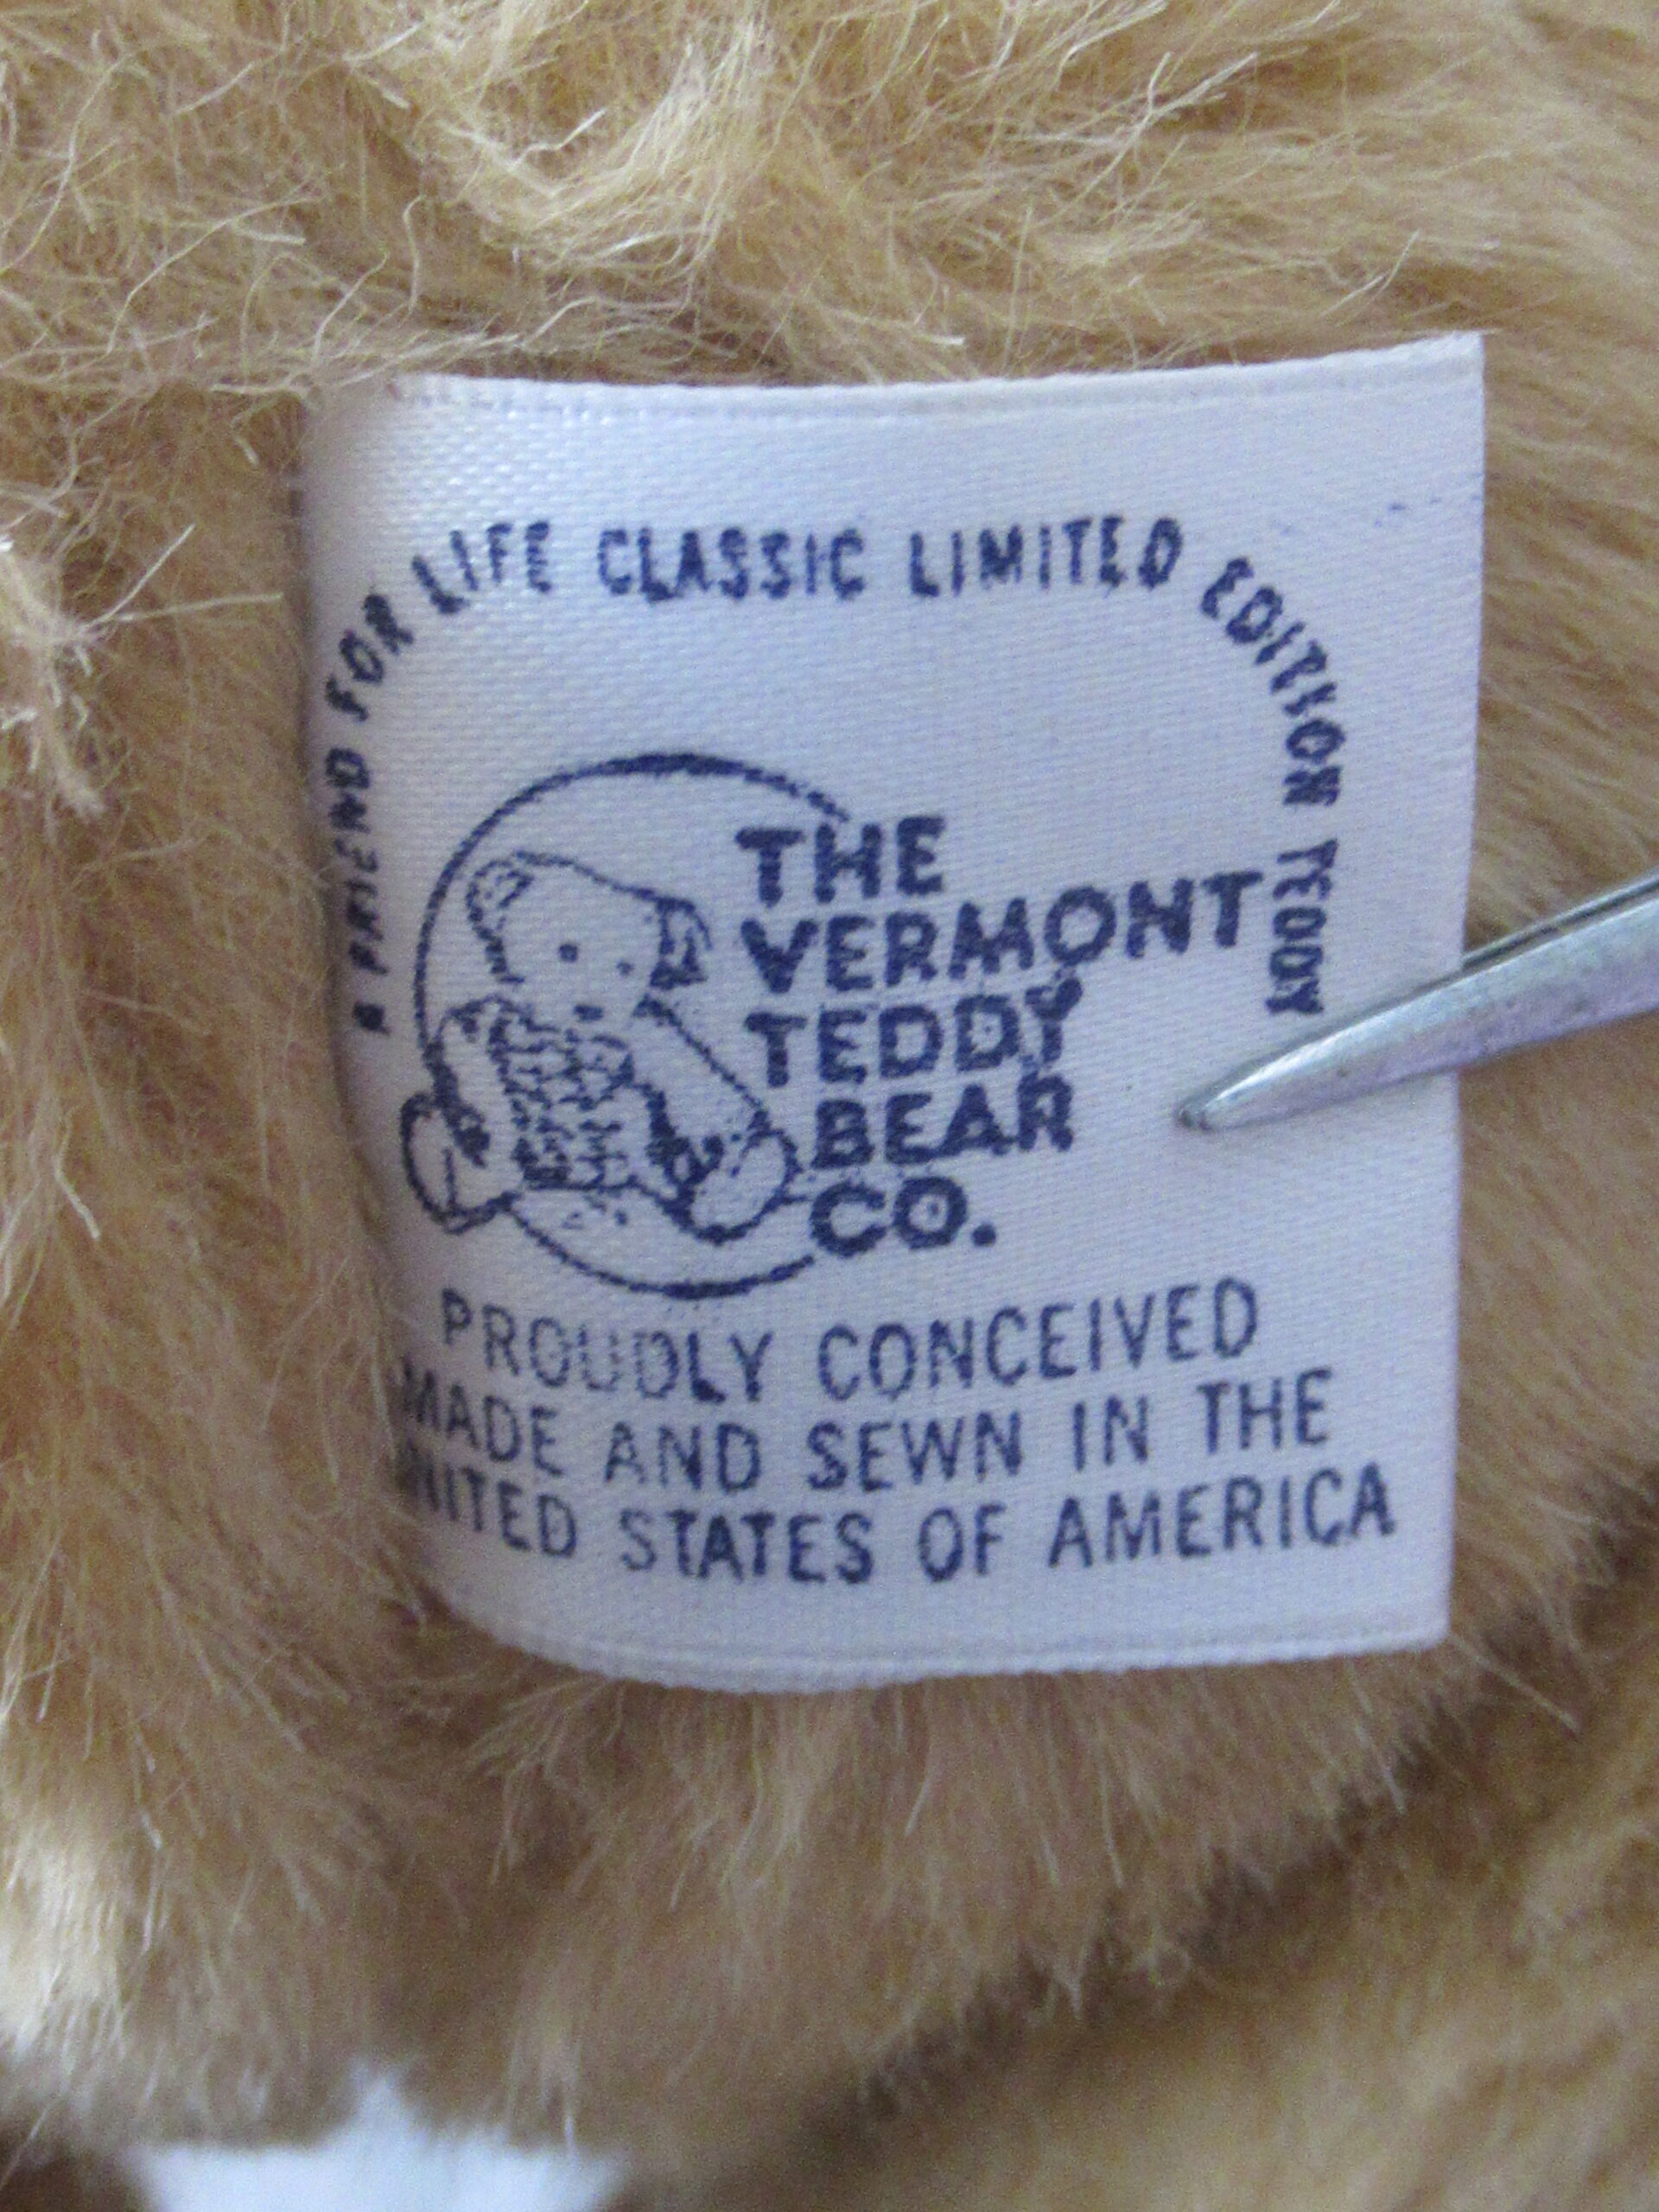 A FRIEND FOR LIFE CLASSIC LIMITED EDITION TEDDY
THE
VERMONT
TEDDY
BEAR
CO.
PROUDLY CONCEIVED
MADE AND SEWN IN THE
UNITED STATES OF AMERICA